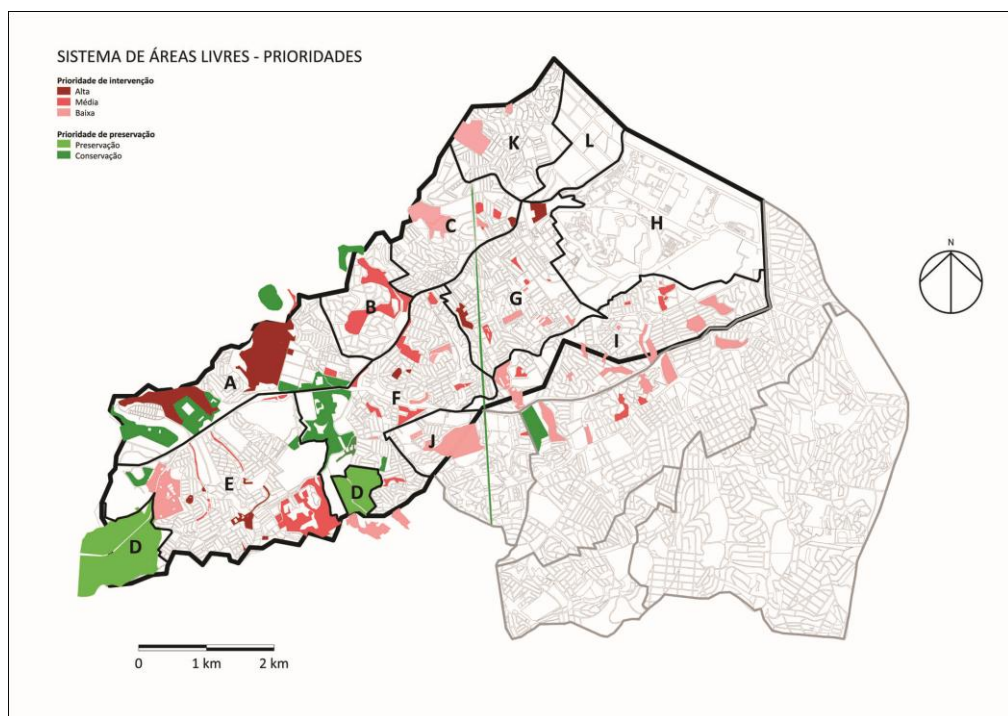 SISTEMA DE ÁREAS LIVRES - PRIORIDADES
Prioridade de intervenção
Alta
Média
Baixa
Prioridade de preservação
Preservação
Conservação
K
L
C
H
N
B
G
I
A
F
J
E
D
D
0 1 km 2 km